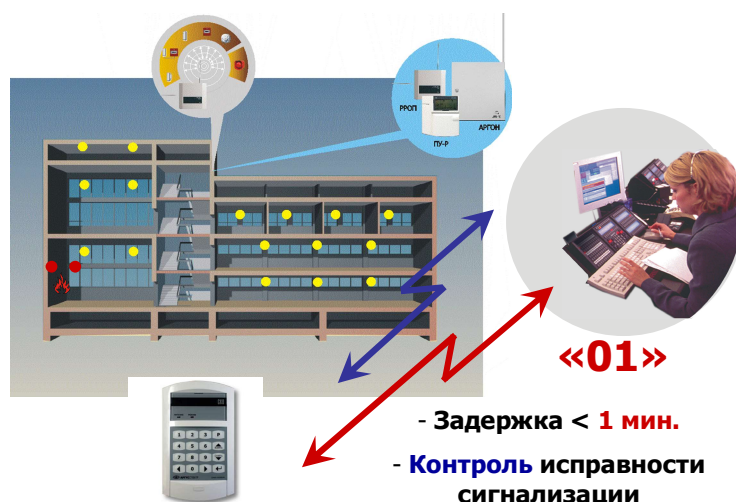 РРОП
АРГОН
ПУ-Р
«01»
- Задержка < 1 мин.
- Контроль исправности
сигнализации